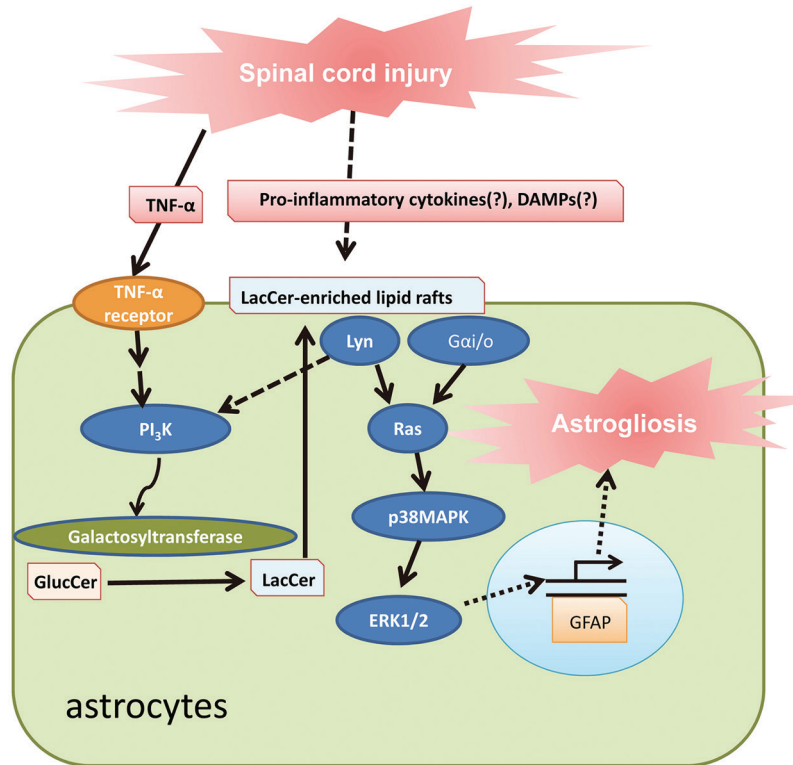 Spinal cord injury
TNF-α
Pro-inflammatory cytokines(?), DAMPs(?)
TNF-α
receptor
LacCer-enriched lipid rafts
Lyn
Gαi/o
PI₃K
Ras
Astrogliosis
p38MAPK
Galactosyltransferase
GlucCer
LacCer
ERK1/2
GFAP
astrocytes